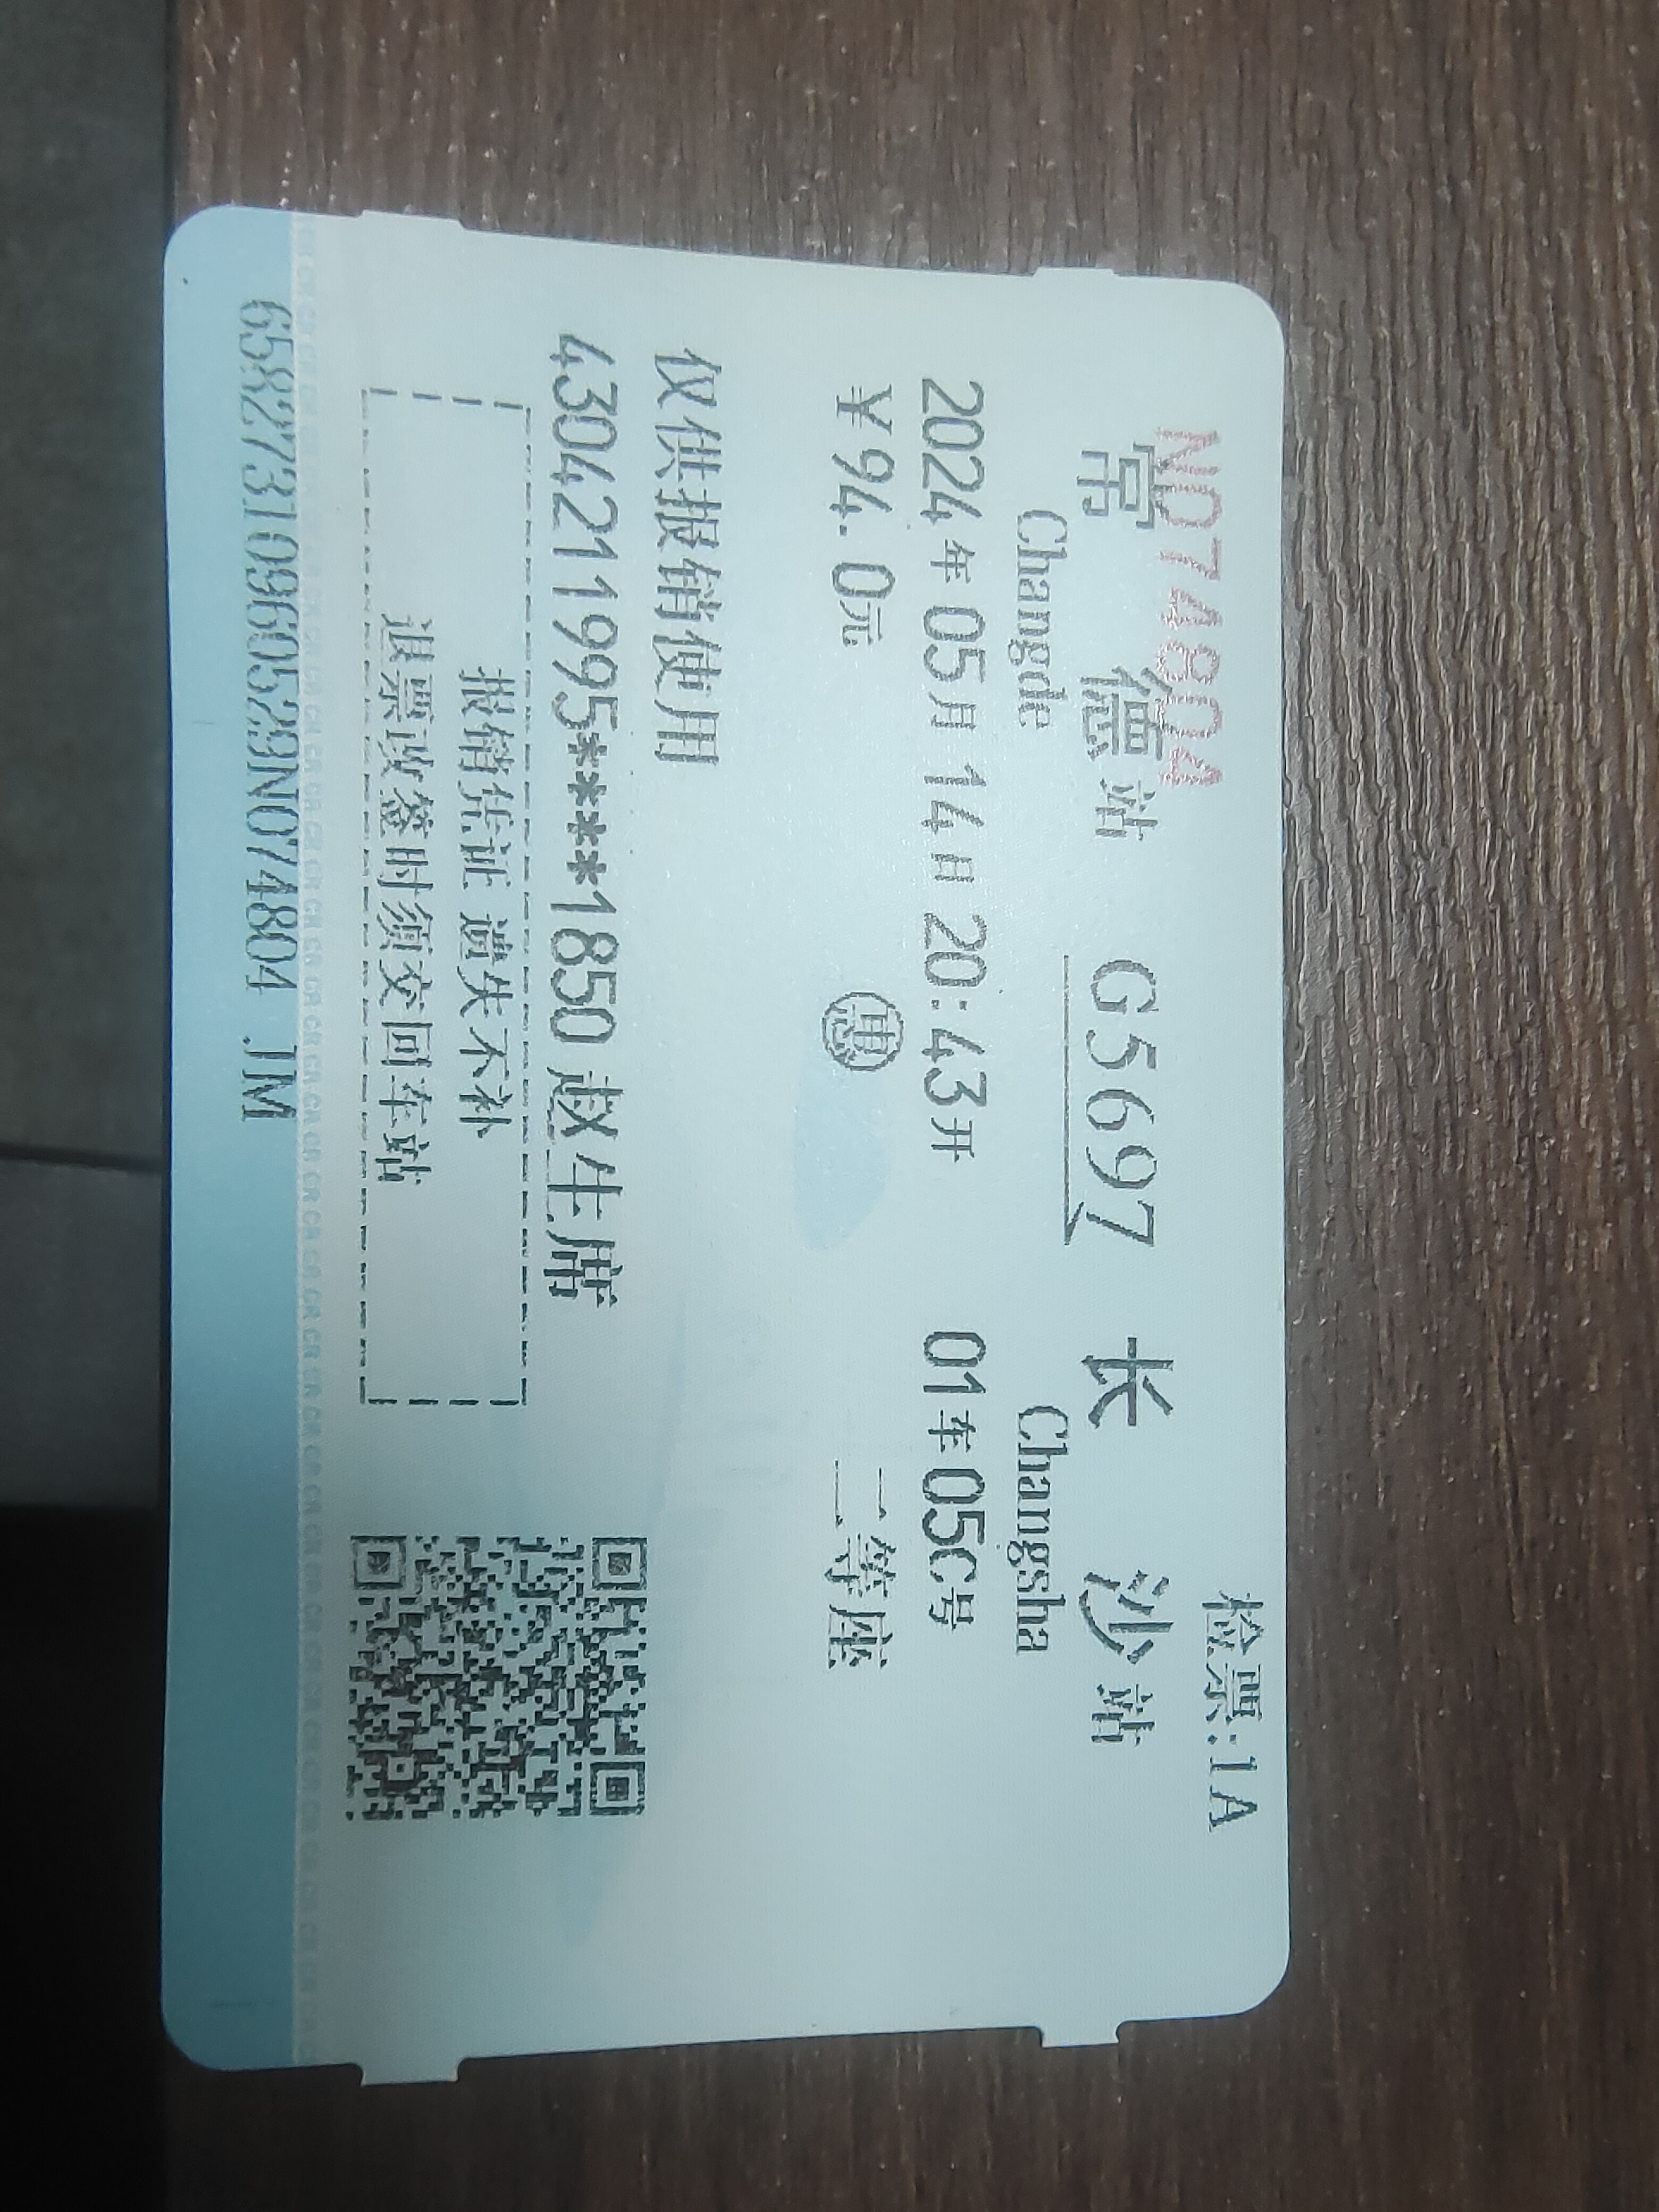 N074804
检票:1A
常德站 G5697 长沙站
Changde Changsha
2024年05月14日20:43开 01车05C号
￥94.0元 惠 二等座
仅供报销使用
4304211995****1850 赵生席
报销凭证 遗失不补
退票改签时须交回车站
65827310960529N074804 JM